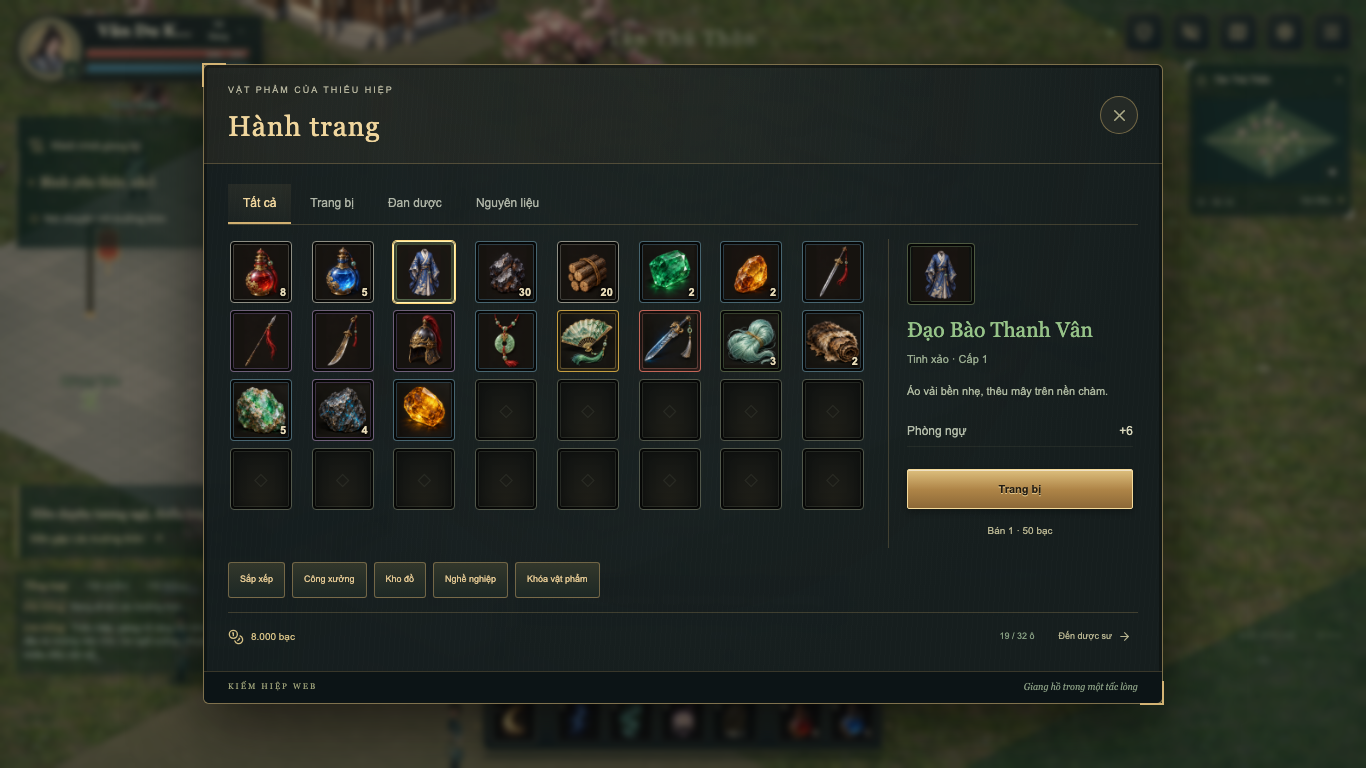 VẬT PHẨM CỦA THIẾU HIỆP
Hành trang
Tất cả
Trang bị
Đan dược
Nguyên liệu
8
5
30
20
2
2
3
2
5
4
Đạo Bào Thanh Vân
Tinh xảo · Cấp 1
Áo vải bền nhẹ, thêu mây trên nền chàm.
Phòng ngự +6
Trang bị
Bán 1 · 50 bạc
Sắp xếp
Công xưởng
Kho đồ
Nghề nghiệp
Khóa vật phẩm
8.000 bạc
19 / 32 ô
Đến dược sư →
KIẾM HIỆP WEB
Giang hồ trong một tấc lòng